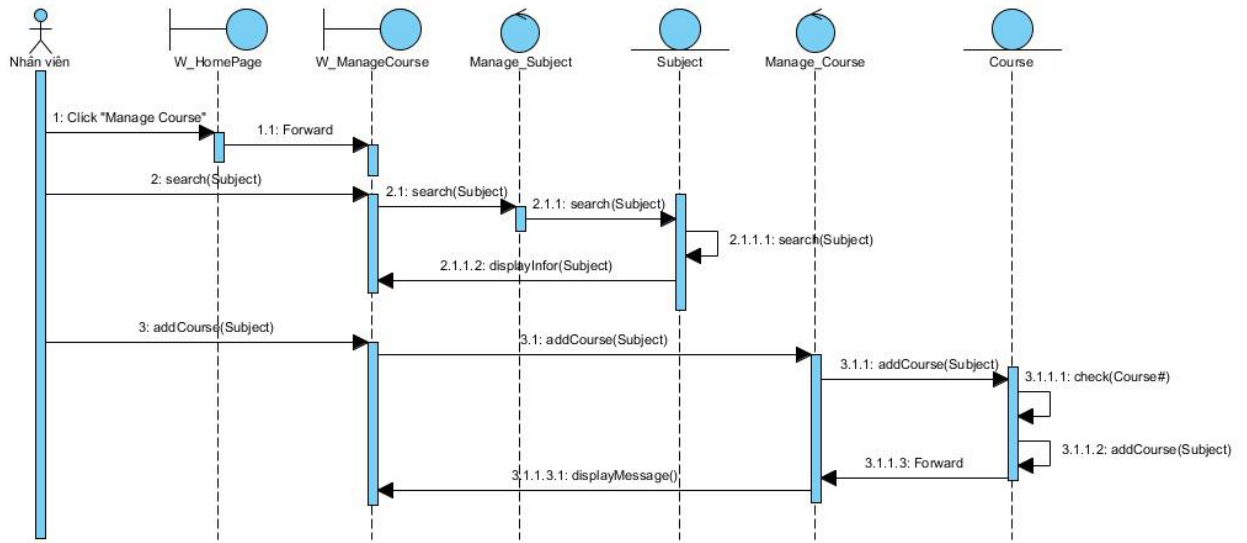 Nhân viên
W_HomePage
W_ManageCourse
Manage_Subject
Subject
Manage_Course
Course
1: Click "Manage Course"
1.1: Forward
2: search(Subject)
2.1: search(Subject)
2.1.1: search(Subject)
2.1.1.1: search(Subject)
2.1.1.2: displayInfor(Subject)
3: addCourse(Subject)
3.1: addCourse(Subject)
3.1.1: addCourse(Subject)
3.1.1.1: check(Course#)
3.1.1.2: addCourse(Subject)
3.1.1.3: Forward
3.1.1.3.1: displayMessage()